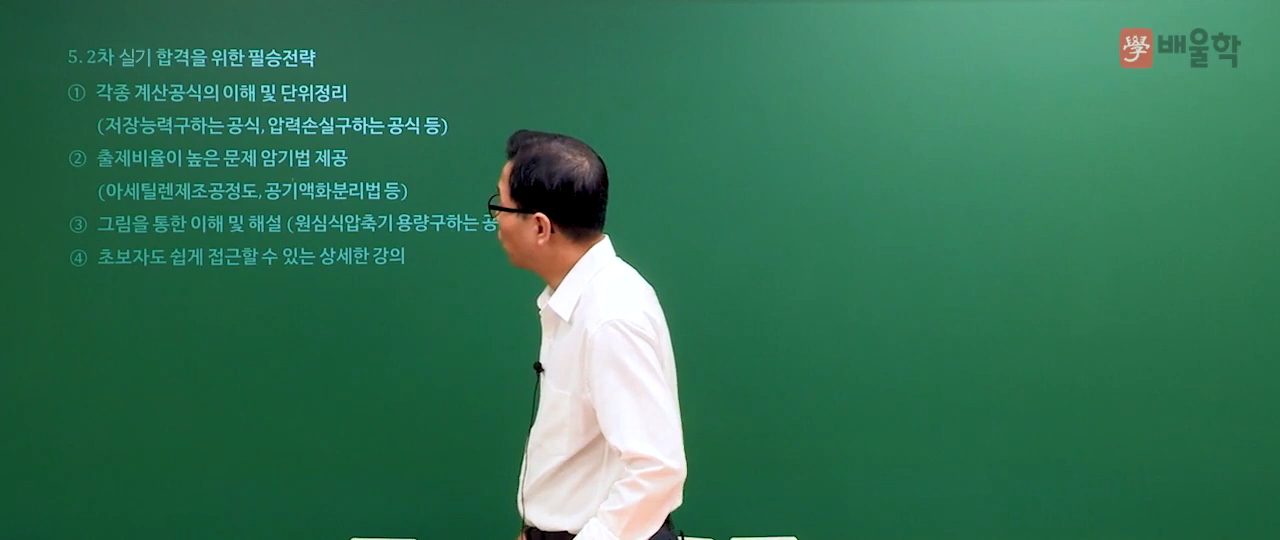 5. 2차 실기 합격을 위한 필승전략
① 각종 계산공식의 이해 및 단위정리
(저장능력구하는 공식, 압력손실구하는 공식 등)
② 출제비율이 높은 문제 암기법 제공
(아세틸렌제조공정도, 공기액화분리법 등)
③ 그림을 통한 이해 및 해설 (원심식압축기 용량구하는
④ 초보자도 쉽게 접근할 수 있는 상세한 강의
學 배울학